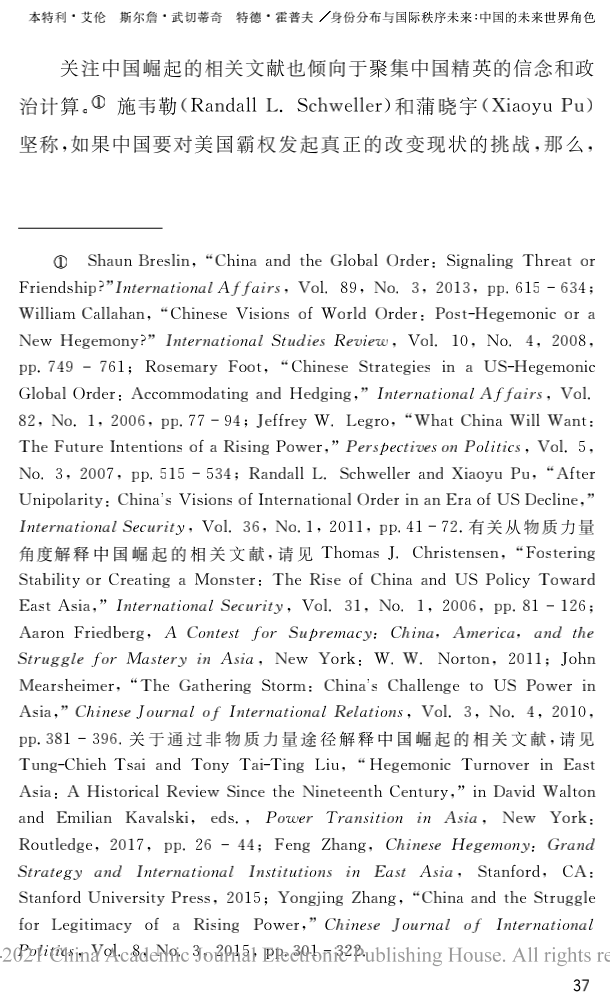 本特利·艾伦 斯尔詹·武切蒂奇 特德·霍普夫／身份分布与国际秩序未来:中国的未来世界角色
关注中国崛起的相关文献也倾向于聚集中国精英的信念和政
治计算。① 施韦勒(Randall L. Schweller)和蒲晓宇(Xiaoyu Pu)
坚称,如果中国要对美国霸权发起真正的改变现状的挑战,那么,
① Shaun Breslin, “China and the Global Order: Signaling Threat or
Friendship?” International Affairs, Vol. 89, No. 3, 2013, pp. 615－634;
William Callahan, “Chinese Visions of World Order: Post-Hegemonic or a
New Hegemony?” International Studies Review, Vol. 10, No. 4, 2008,
pp. 749－761; Rosemary Foot, “Chinese Strategies in a US-Hegemonic
Global Order: Accommodating and Hedging,” International Affairs, Vol.
82, No. 1, 2006, pp. 77－94; Jeffrey W. Legro, “What China Will Want:
The Future Intentions of a Rising Power,” Perspectives on Politics, Vol. 5,
No. 3, 2007, pp. 515－534; Randall L. Schweller and Xiaoyu Pu, “After
Unipolarity: China's Visions of International Order in an Era of US Decline,”
International Security, Vol. 36, No. 1, 2011, pp. 41－72. 有关从物质力量
角度解释中国崛起的相关文献,请见 Thomas J. Christensen, “Fostering
Stability or Creating a Monster: The Rise of China and US Policy Toward
East Asia,” International Security, Vol. 31, No. 1, 2006, pp. 81－126;
Aaron Friedberg, A Contest for Supremacy: China, America, and the
Struggle for Mastery in Asia, New York: W. W. Norton, 2011; John
Mearsheimer, “The Gathering Storm: China's Challenge to US Power in
Asia,” Chinese Journal of International Relations, Vol. 3, No. 4, 2010,
pp. 381－396. 关于通过非物质力量途径解释中国崛起的相关文献,请见
Tung-Chieh Tsai and Tony Tai-Ting Liu, “Hegemonic Turnover in East
Asia: A Historical Review Since the Nineteenth Century,” in David Walton
and Emilian Kavalski, eds., Power Transition in Asia, New York:
Routledge, 2017, pp. 26－44; Feng Zhang, Chinese Hegemony: Grand
Strategy and International Institutions in East Asia, Stanford, CA:
Stanford University Press, 2015; Yongjing Zhang, “China and the Struggle
for Legitimacy of a Rising Power,” Chinese Journal of International
Politics, Vol. 8, No. 3, 2015, pp. 301－322.
-2021 China Academic Journal Electronic Publishing House. All rights re
37